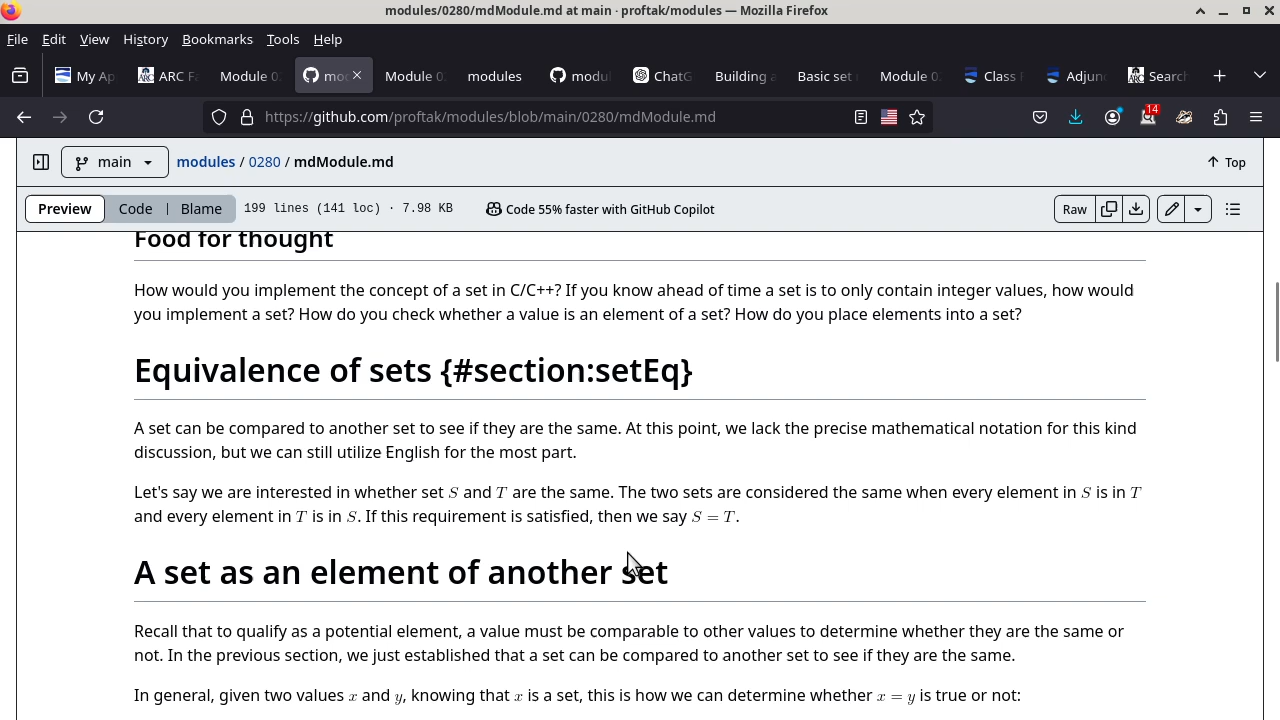 modules/0280/mdModule.md at main · proftak/modules — Mozilla Firefox
File Edit View History Bookmarks Tools Help
My Ap ARC Fa Module 02 mod Module 02 modules modul ChatG Building a Basic set Module 02 Class Adjun Search
https://github.com/proftak/modules/blob/main/0280/mdModule.md 14
main modules / 0280 / mdModule.md Top
Preview Code Blame 199 lines (141 loc) · 7.98 KB Code 55% faster with GitHub Copilot Raw
Food for thought
How would you implement the concept of a set in C/C++? If you know ahead of time a set is to only contain integer values, how would
you implement a set? How do you check whether a value is an element of a set? How do you place elements into a set?
Equivalence of sets {#section:setEq}
A set can be compared to another set to see if they are the same. At this point, we lack the precise mathematical notation for this kind
discussion, but we can still utilize English for the most part.
Let's say we are interested in whether set S and T are the same. The two sets are considered the same when every element in S is in T
and every element in T is in S. If this requirement is satisfied, then we say S = T.
A set as an element of another set
Recall that to qualify as a potential element, a value must be comparable to other values to determine whether they are the same or
not. In the previous section, we just established that a set can be compared to another set to see if they are the same.
In general, given two values x and y, knowing that x is a set, this is how we can determine whether x = y is true or not: